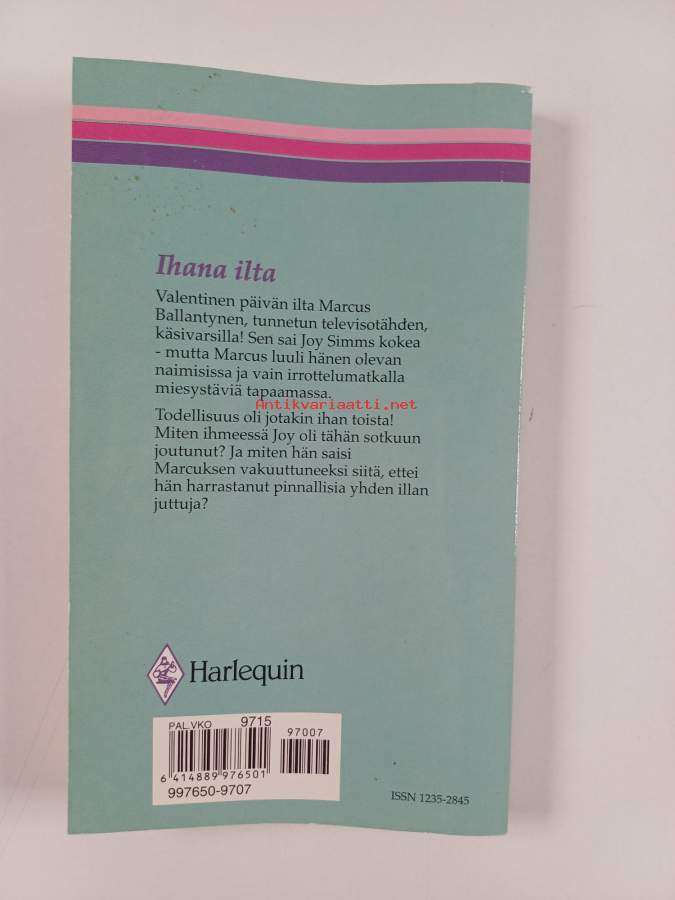 Ihana ilta
Valentinen päivän ilta Marcus
Ballantynen, tunnetun televisotähden,
käsivarsilla! Sen sai Joy Simms kokea
- mutta Marcus luuli hänen olevan
naimisissa ja vain irrottelumatkalla
miesystäviä tapaamassa.
Antikvariaatti.net
Todellisuus oli jotakin ihan toista!
Miten ihmeessä Joy oli tähän sotkuun
joutunut? Ja miten hän saisi
Marcuksen vakuuttuneeksi siitä, ettei
hän harrastanut pinnallisia yhden illan
juttuja?
Harlequin
PAL.VKO 9715
97007
6 414889 976501
997650-9707
ISSN 1235-2845